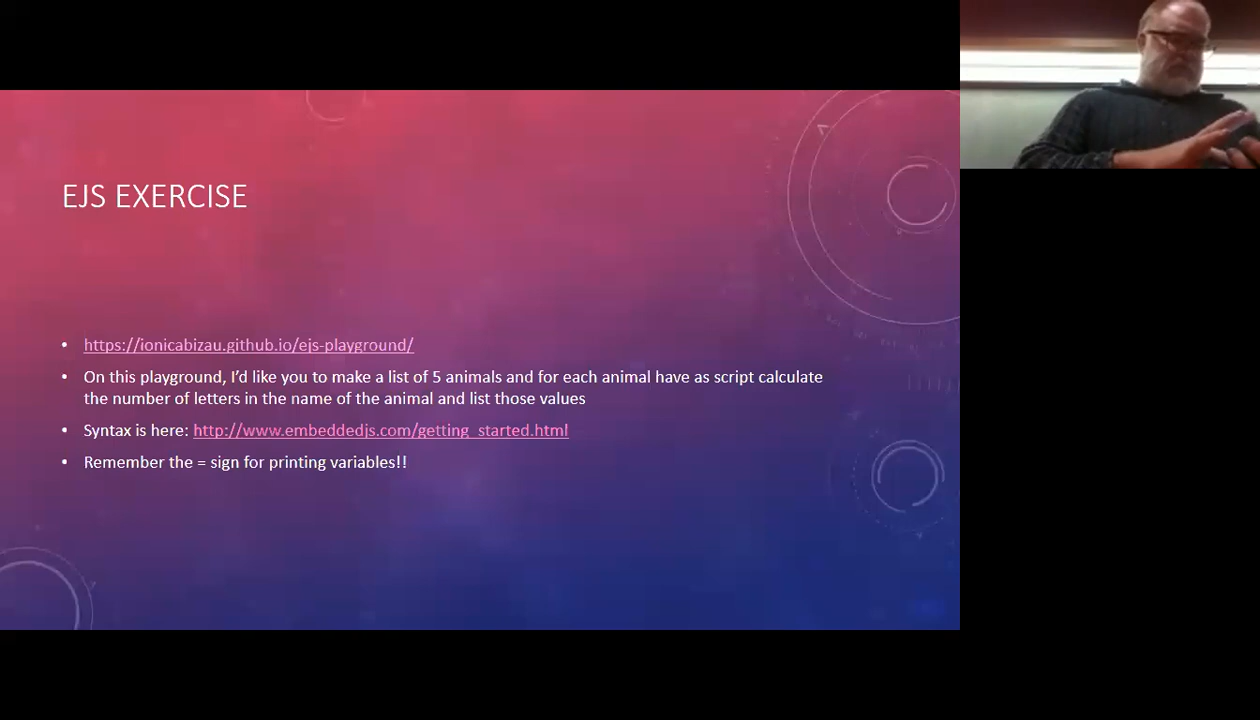 EJS EXERCISE
• https://ionicabizau.github.io/ejs-playground/
• On this playground, I'd like you to make a list of 5 animals and for each animal have as script calculate
the number of letters in the name of the animal and list those values
• Syntax is here: http://www.embeddedjs.com/getting_started.html
• Remember the = sign for printing variables!!